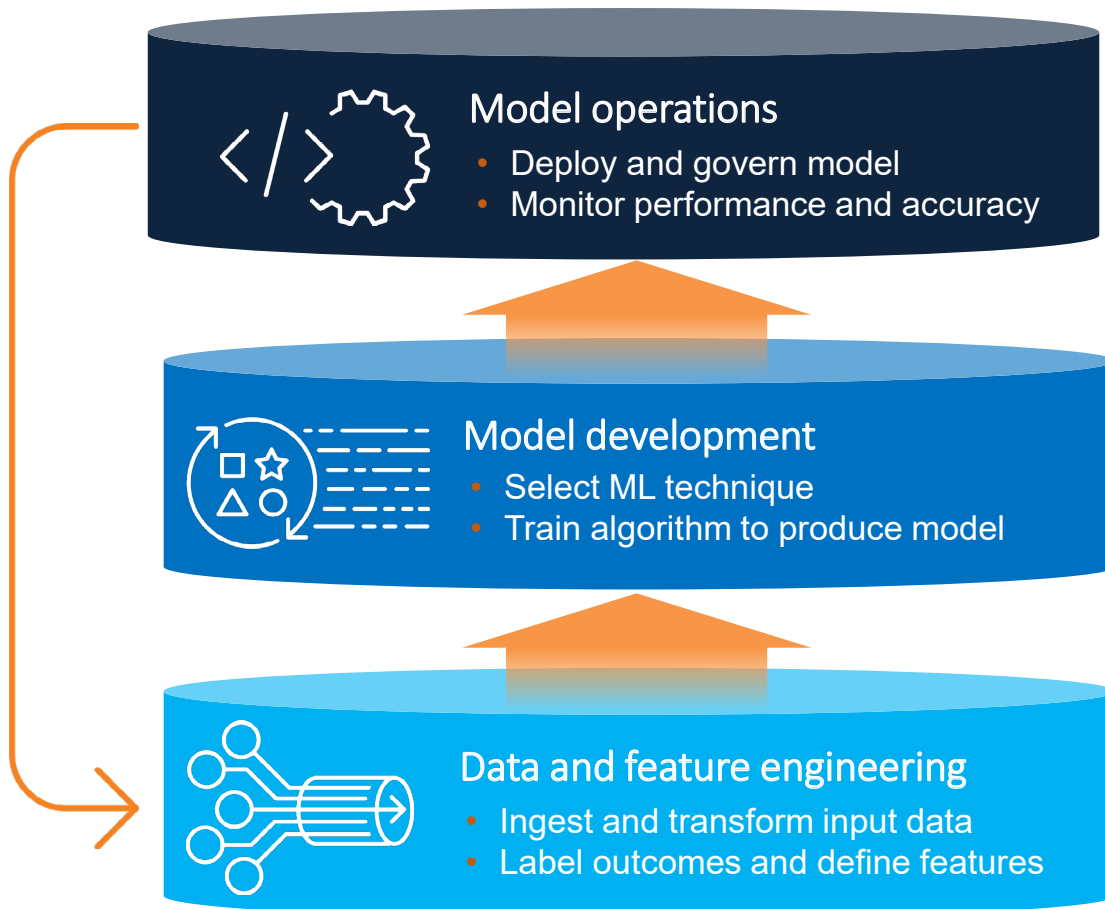 Model operations
• Deploy and govern model
• Monitor performance and accuracy
Model development
• Select ML technique
• Train algorithm to produce model
Data and feature engineering
• Ingest and transform input data
• Label outcomes and define features